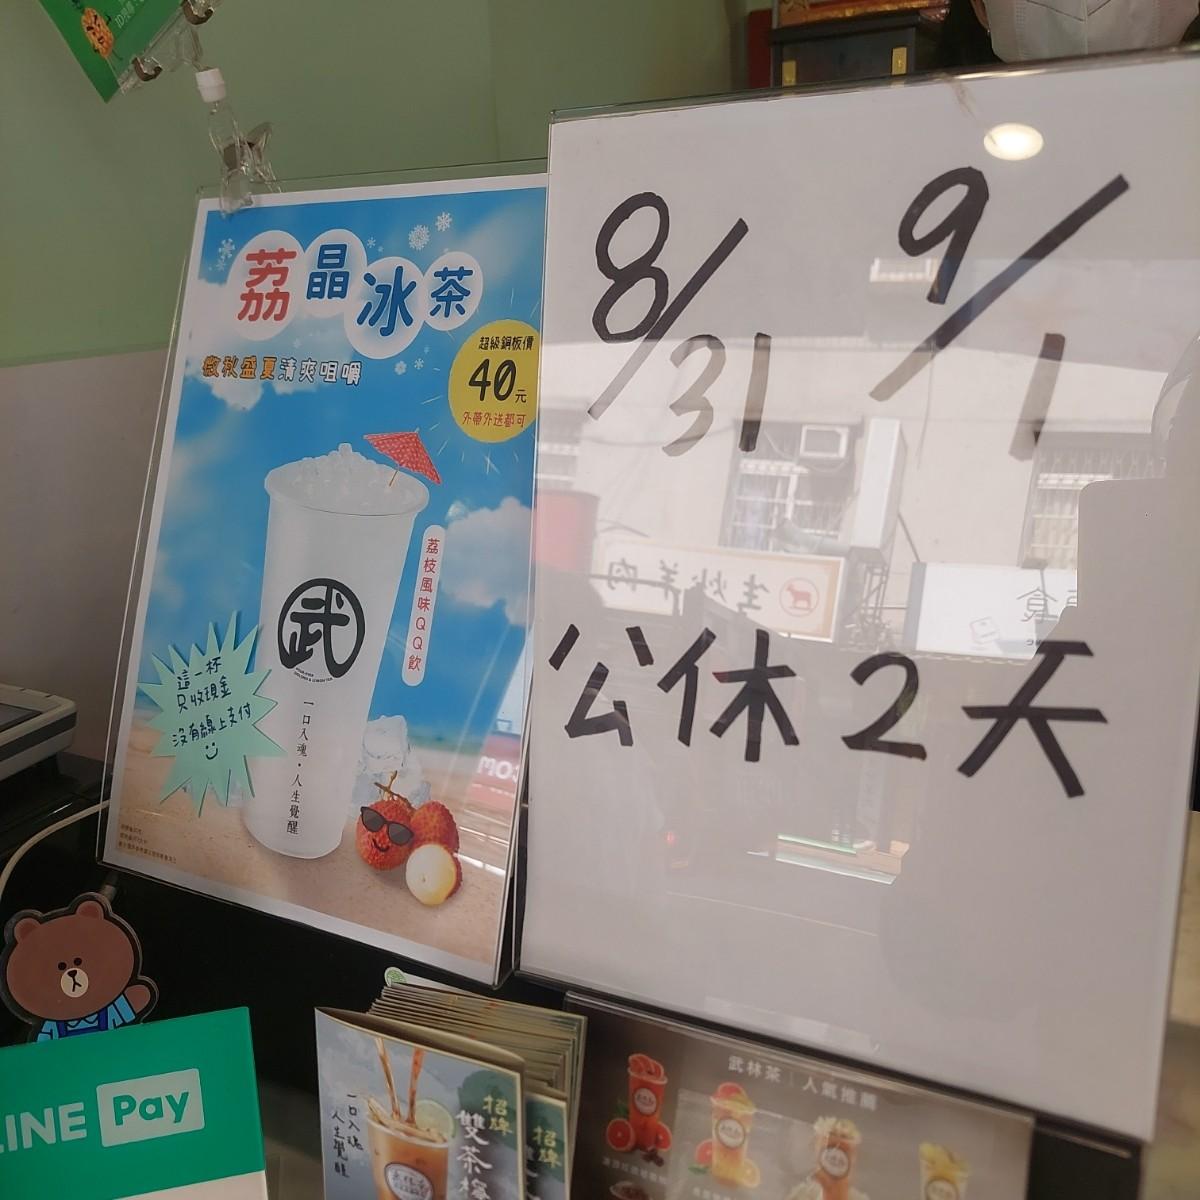 荔晶冰茶
微秋盛夏清爽咀嚼
超級銅板價
40元
外帶外送都可
荔枝風味QQ飲
武
一口入魂・人生覺醒
這一杯
只收現金
沒有線上支付
8/31 9/1
公休2天
生炒羊肉
食
LINE Pay
一口入魂
人生覺醒
招牌
雙茶檸
招牌
武林茶｜人氣推薦